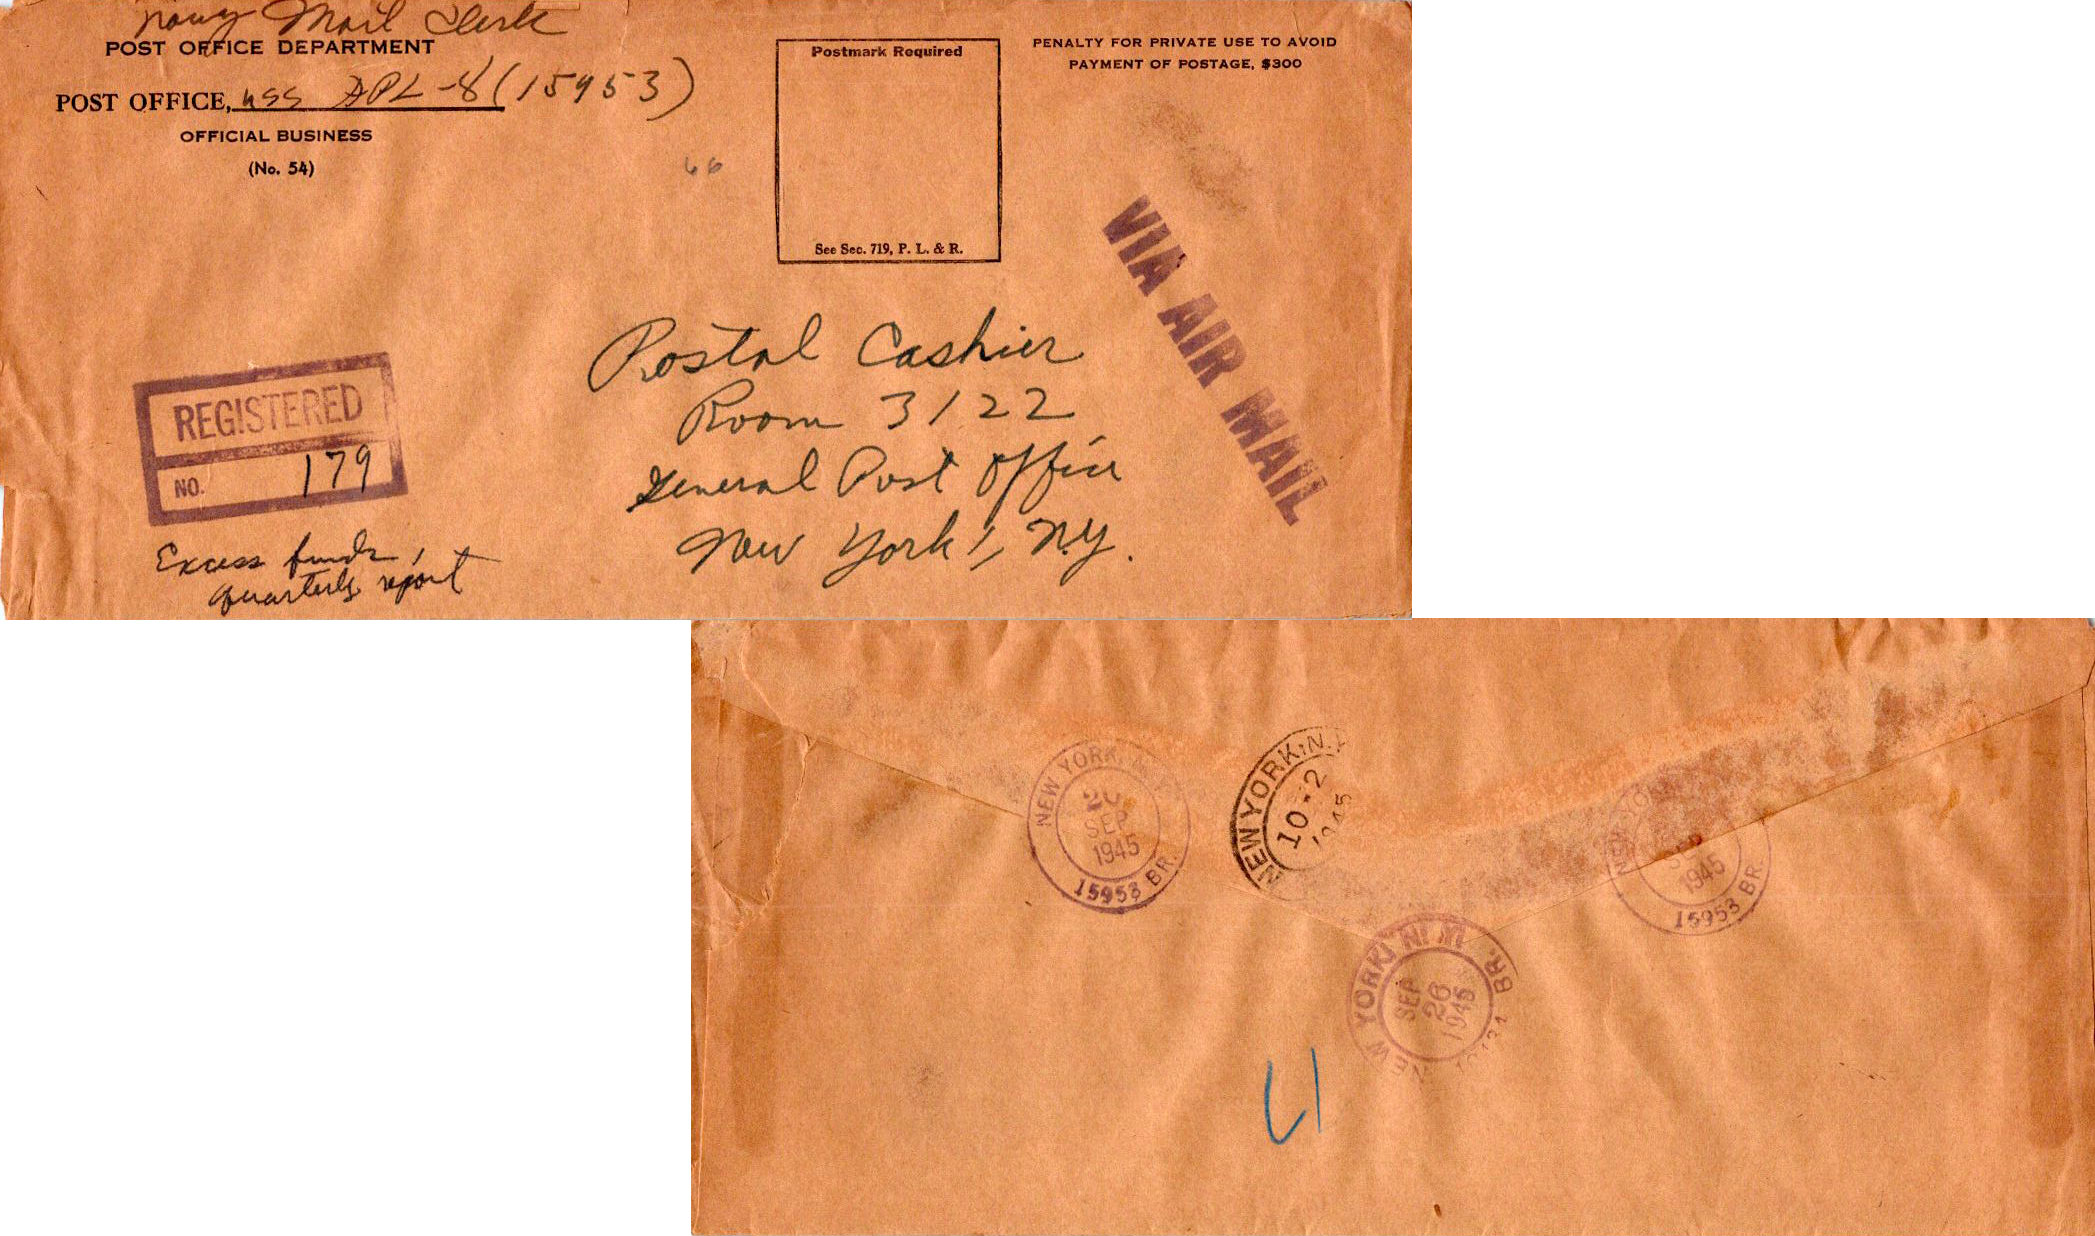 Navy Mail Clerk
POST OFFICE DEPARTMENT
POST OFFICE, USS APL-8 (15953)
OFFICIAL BUSINESS
(No. 54)
66
Postmark Required
See Sec. 719, P. L. & R.
PENALTY FOR PRIVATE USE TO AVOID
PAYMENT OF POSTAGE, $300
VIA AIR MAIL
Postal Cashier
Room 3122
General Post Office
New York 1, N.Y.
REGISTERED
NO. 179
Excess funds,
quarterly report
NEW YORK, N.Y.
20
SEP
1945
15953 BR.
NEW YORK, N.Y.
10-2
1945
SEP
1945
15953 BR.
NEW YORK, N.Y.
SEP
26
1945
BR.